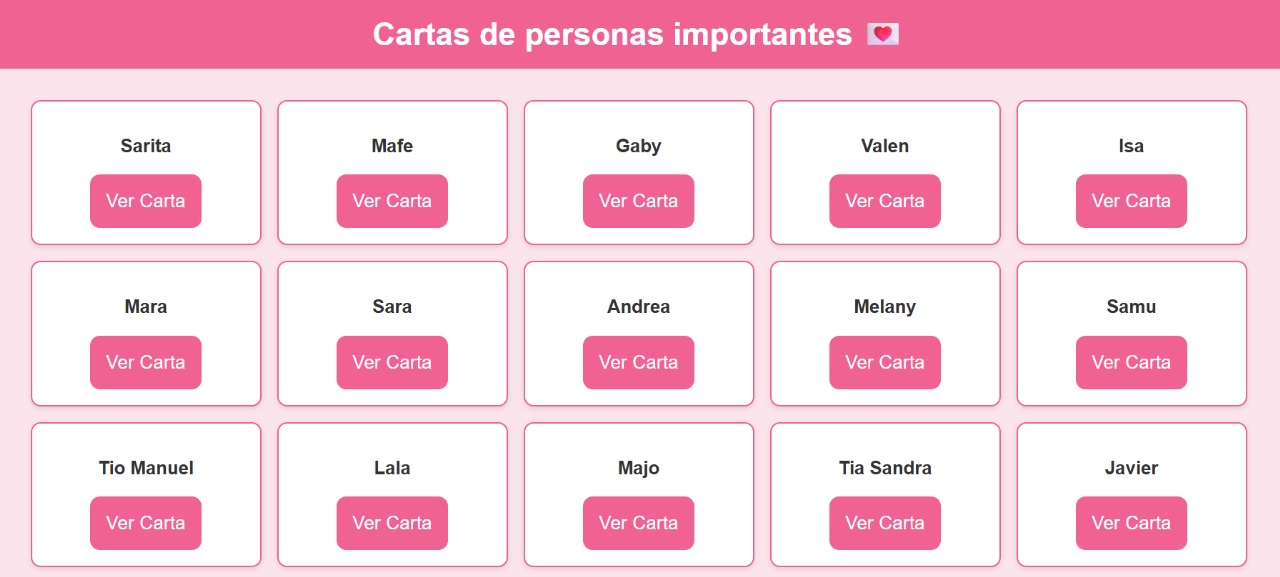 Cartas de personas importantes 💌
Sarita
Mafe
Gaby
Valen
Isa
Ver Carta
Ver Carta
Ver Carta
Ver Carta
Ver Carta
Mara
Sara
Andrea
Melany
Samu
Ver Carta
Ver Carta
Ver Carta
Ver Carta
Ver Carta
Tio Manuel
Lala
Majo
Tia Sandra
Javier
Ver Carta
Ver Carta
Ver Carta
Ver Carta
Ver Carta